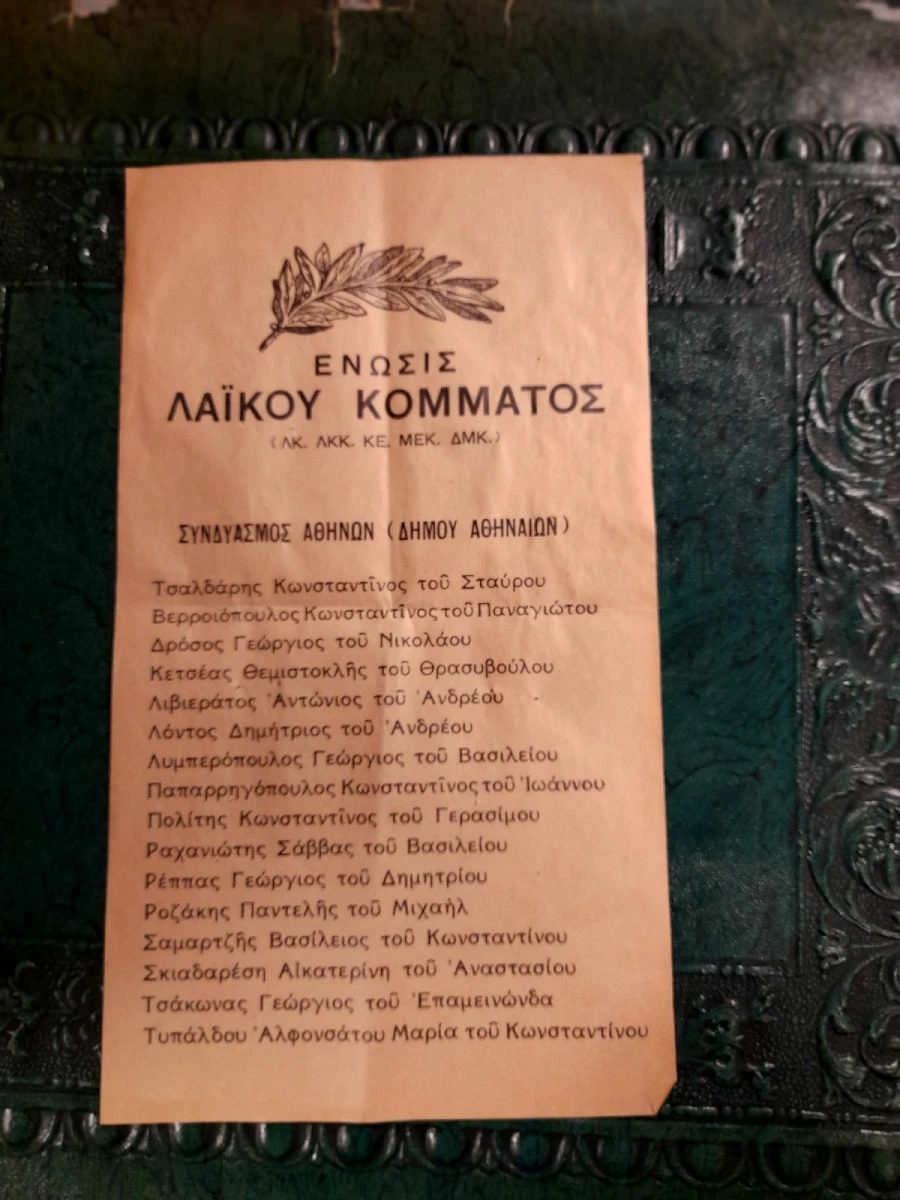 ΕΝΩΣΙΣ
ΛΑΪΚΟΥ ΚΟΜΜΑΤΟΣ
(ΛΚ. ΛΚΚ. ΚΕ. ΜΕΚ. ΔΜΚ.)
ΣΥΝΔΥΑΣΜΟΣ ΑΘΗΝΩΝ (ΔΗΜΟΥ ΑΘΗΝΑΙΩΝ)
Τσαλδάρης Κωνσταντῖνος τοῦ Σταύρου
Βερροιόπουλος Κωνσταντῖνος τοῦ Παναγιώτου
Δρόσος Γεώργιος τοῦ Νικολάου
Κετσέας Θεμιστοκλῆς τοῦ Θρασυβούλου
Λιβιεράτος Ἀντώνιος τοῦ Ἀνδρέου
Λόντος Δημήτριος τοῦ Ἀνδρέου
Λυμπερόπουλος Γεώργιος τοῦ Βασιλείου
Παπαρρηγόπουλος Κωνσταντῖνος τοῦ Ἰωάννου
Πολίτης Κωνσταντῖνος τοῦ Γερασίμου
Ραχανιώτης Σάββας τοῦ Βασιλείου
Ρέππας Γεώργιος τοῦ Δημητρίου
Ροζάκης Παντελῆς τοῦ Μιχαὴλ
Σαμαρτζῆς Βασίλειος τοῦ Κωνσταντίνου
Σκιαδαρέση Αἰκατερίνη τοῦ Ἀναστασίου
Τσάκωνας Γεώργιος τοῦ Ἐπαμεινώνδα
Τυπάλδου Ἀλφονσάτου Μαρία τοῦ Κωνσταντίνου